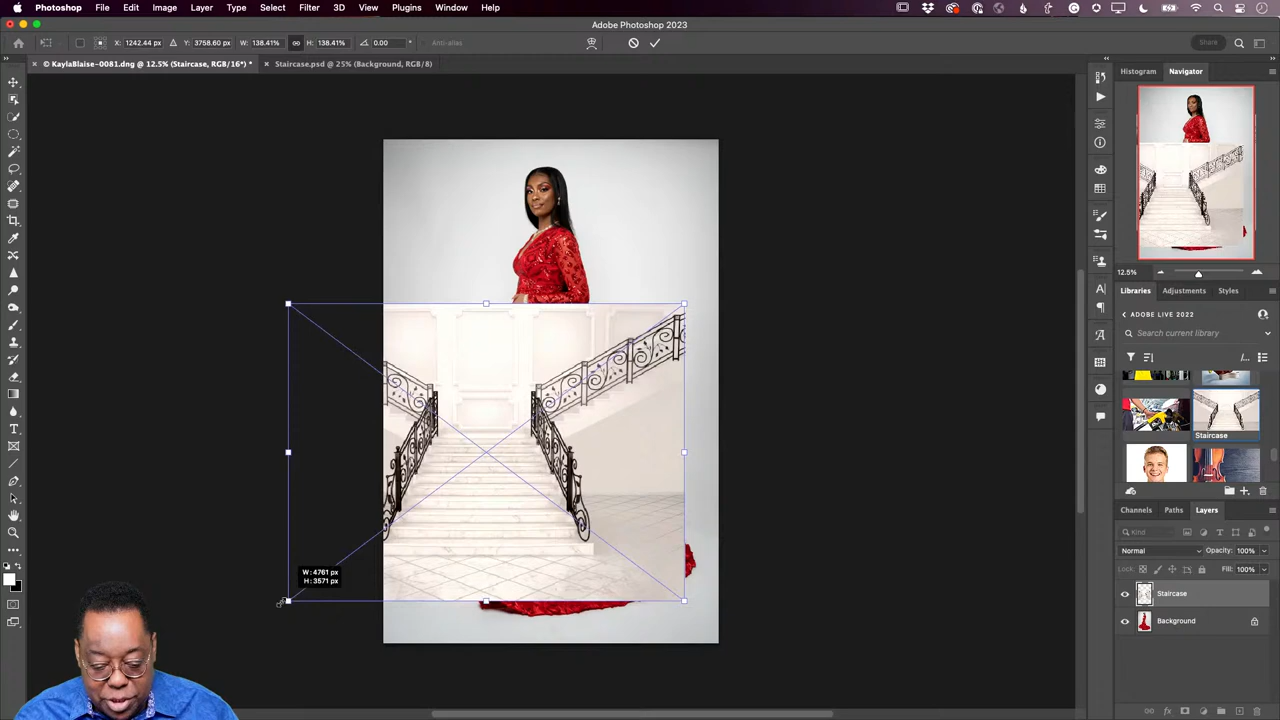 Photoshop File Edit Image Layer Type Select Filter 3D View Plugins Window Help
Adobe Photoshop 2023
X: 1242.44 px Y: 3758.60 px W: 138.41% H: 138.41% 0.00 ° Anti-alias Share
× © KaylaBlaise-0081.dng @ 12.5% (Staircase, RGB/16*) * × Staircase.psd @ 25% (Background, RGB/8)
Histogram Navigator
12.5%
Libraries Adjustments Styles
ADOBE LIVE 2022
Search current library
Staircase
W: 4761 px
H: 3571 px
Channels Paths Layers
Kind
Normal Opacity: 100%
Lock: Fill: 100%
Staircase
Background